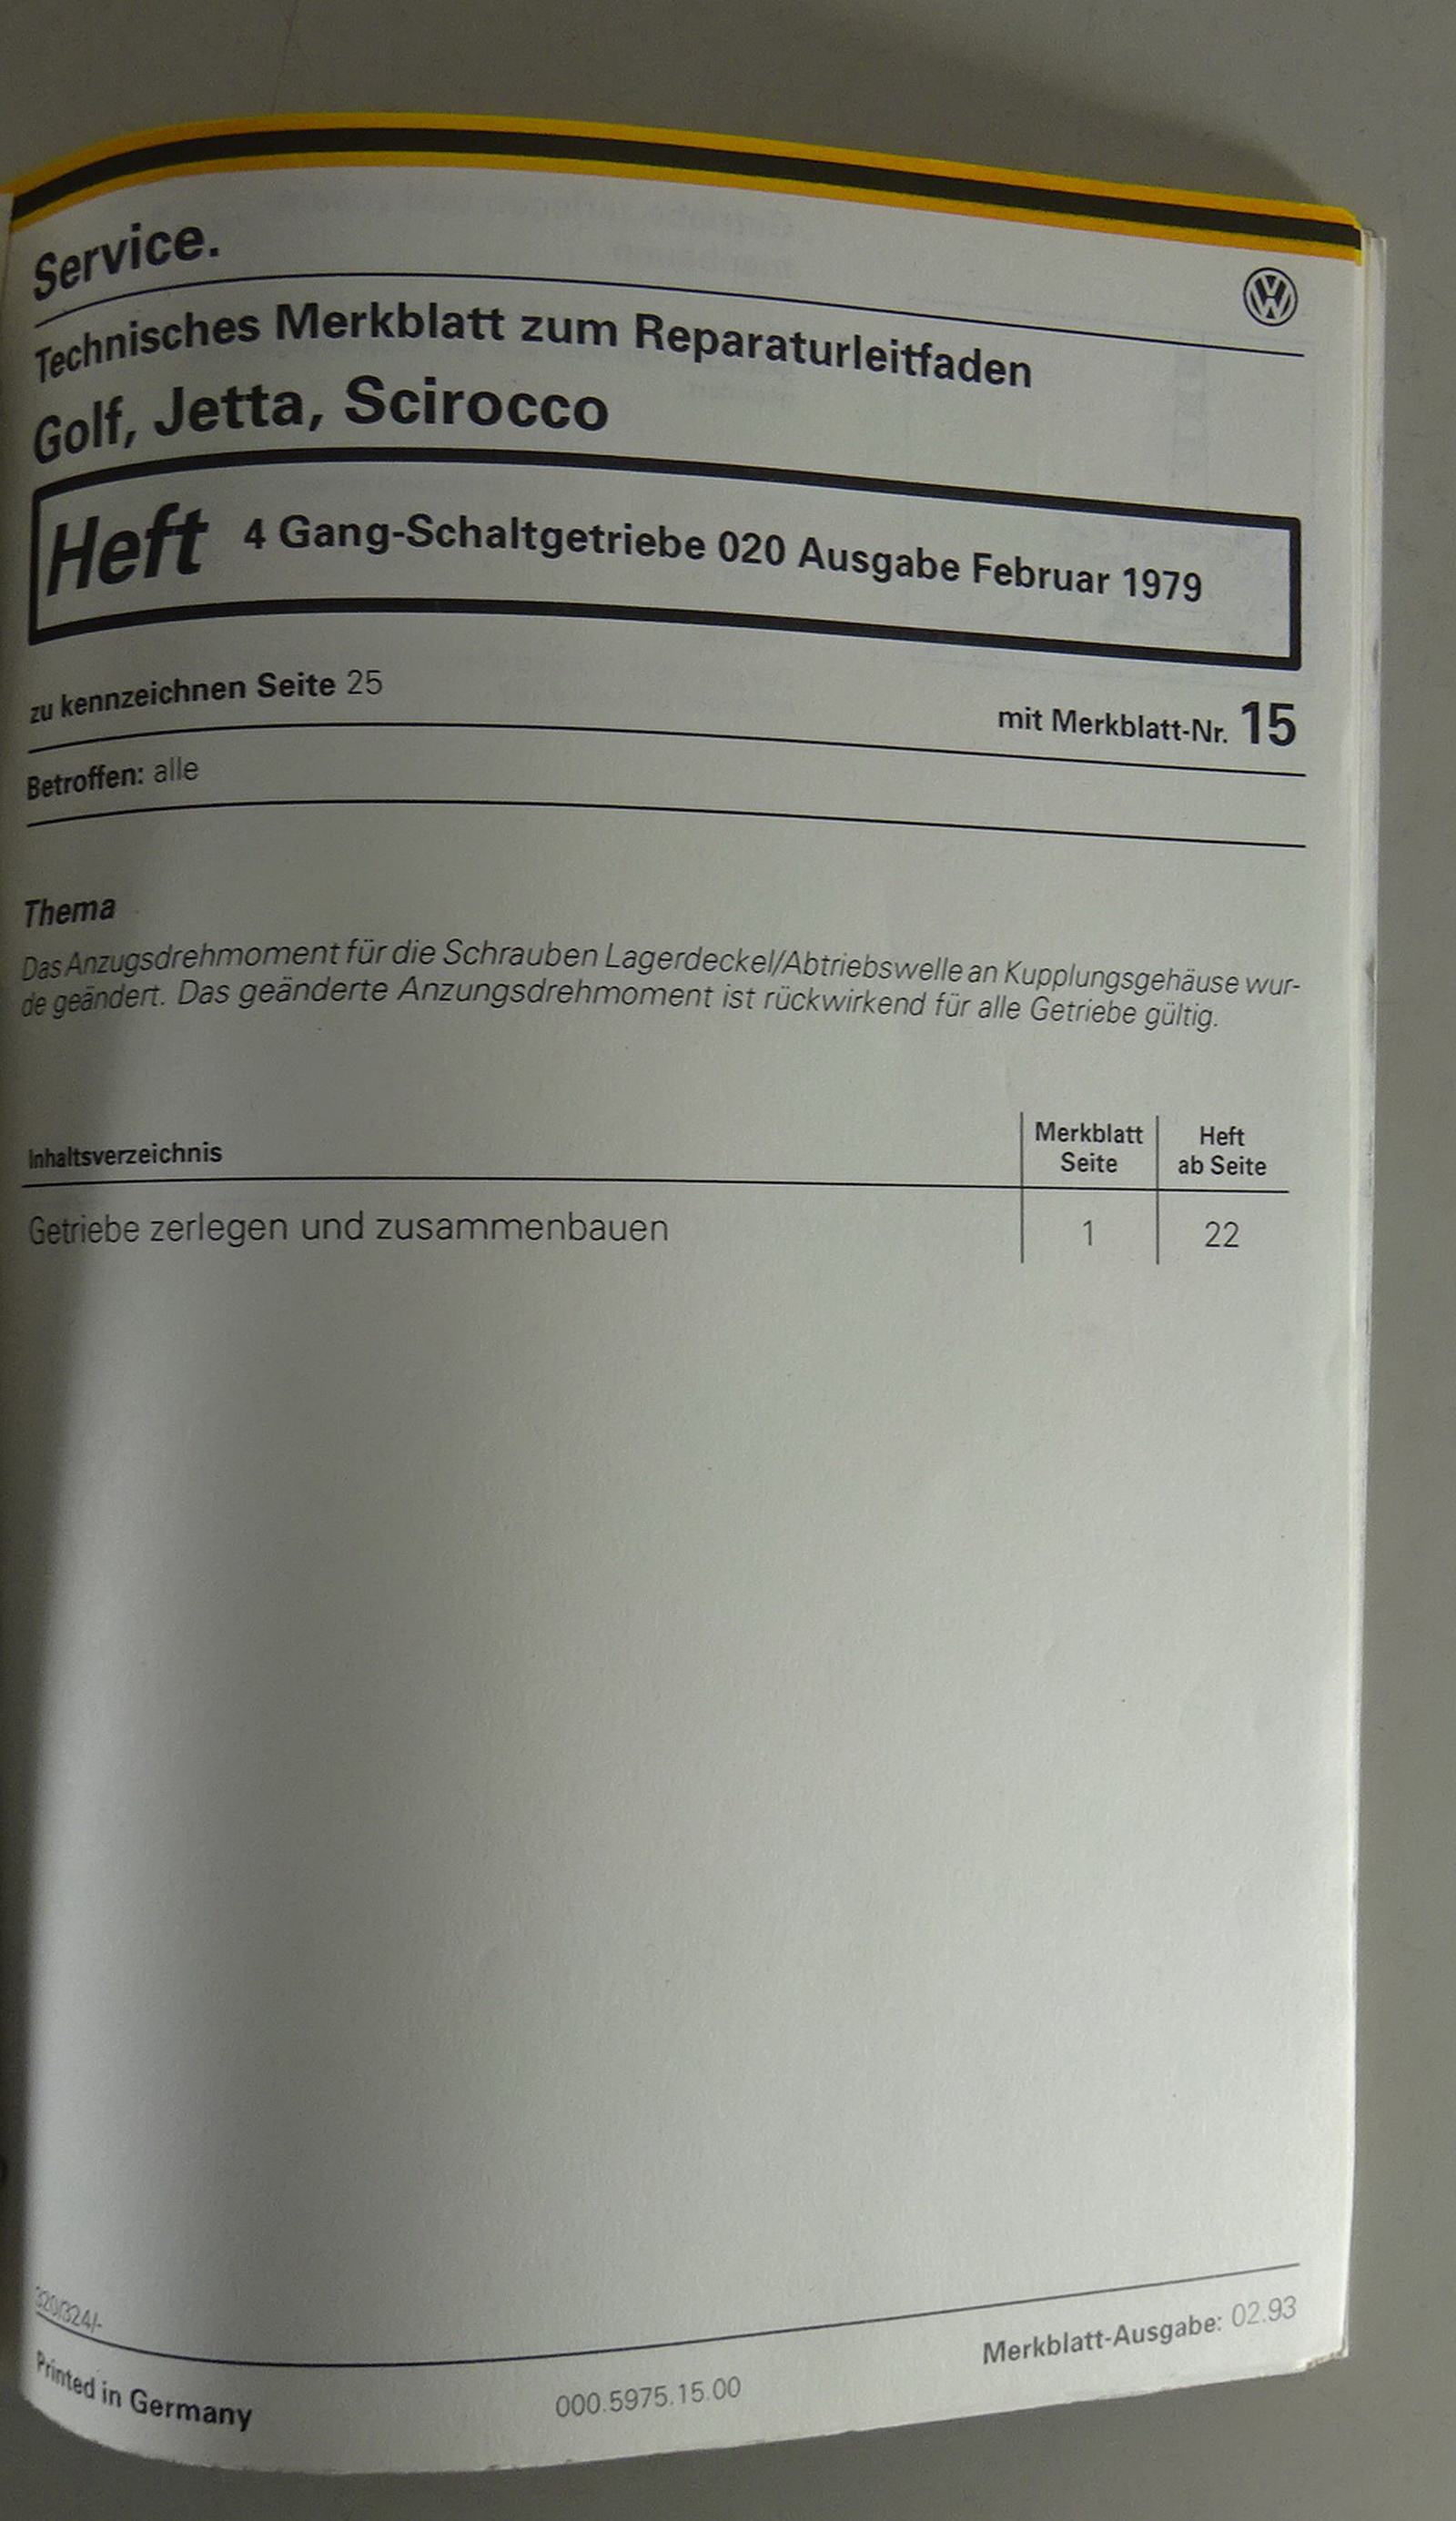 Service.
Technisches Merkblatt zum Reparaturleitfaden
Golf, Jetta, Scirocco
Heft 4 Gang-Schaltgetriebe 020 Ausgabe Februar 1979
zu kennzeichnen Seite 25 mit Merkblatt-Nr. 15
Betroffen: alle
Thema
Das Anzugsdrehmoment für die Schrauben Lagerdeckel/Abtriebswelle an Kupplungsgehäuse wur-
de geändert. Das geänderte Anzungsdrehmoment ist rückwirkend für alle Getriebe gültig.
Inhaltsverzeichnis Merkblatt Seite Heft ab Seite
Getriebe zerlegen und zusammenbauen 1 22
320/324/-
Printed in Germany 000.5975.15.00 Merkblatt-Ausgabe: 02.93